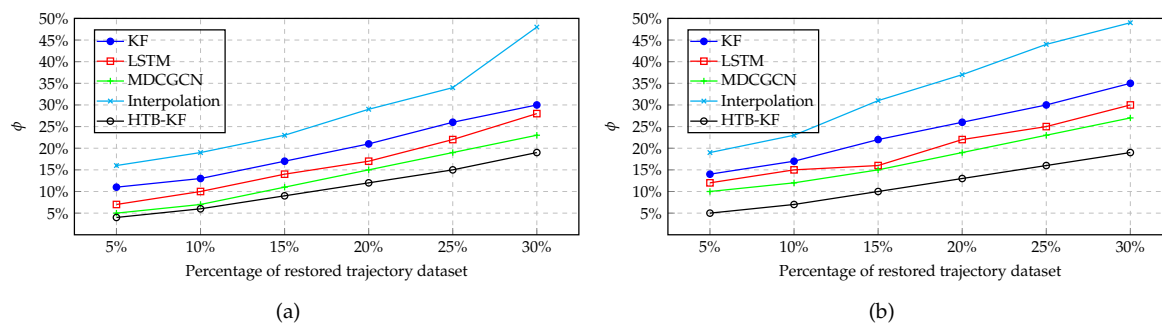 50%
45%
40%
35%
30%
25%
20%
15%
10%
5%
ϕ
KF
LSTM
MDCGCN
Interpolation
HTB-KF
5% 10% 15% 20% 25% 30%
Percentage of restored trajectory dataset
(a)
50%
45%
40%
35%
30%
25%
20%
15%
10%
5%
ϕ
KF
LSTM
MDCGCN
Interpolation
HTB-KF
5% 10% 15% 20% 25% 30%
Percentage of restored trajectory dataset
(b)